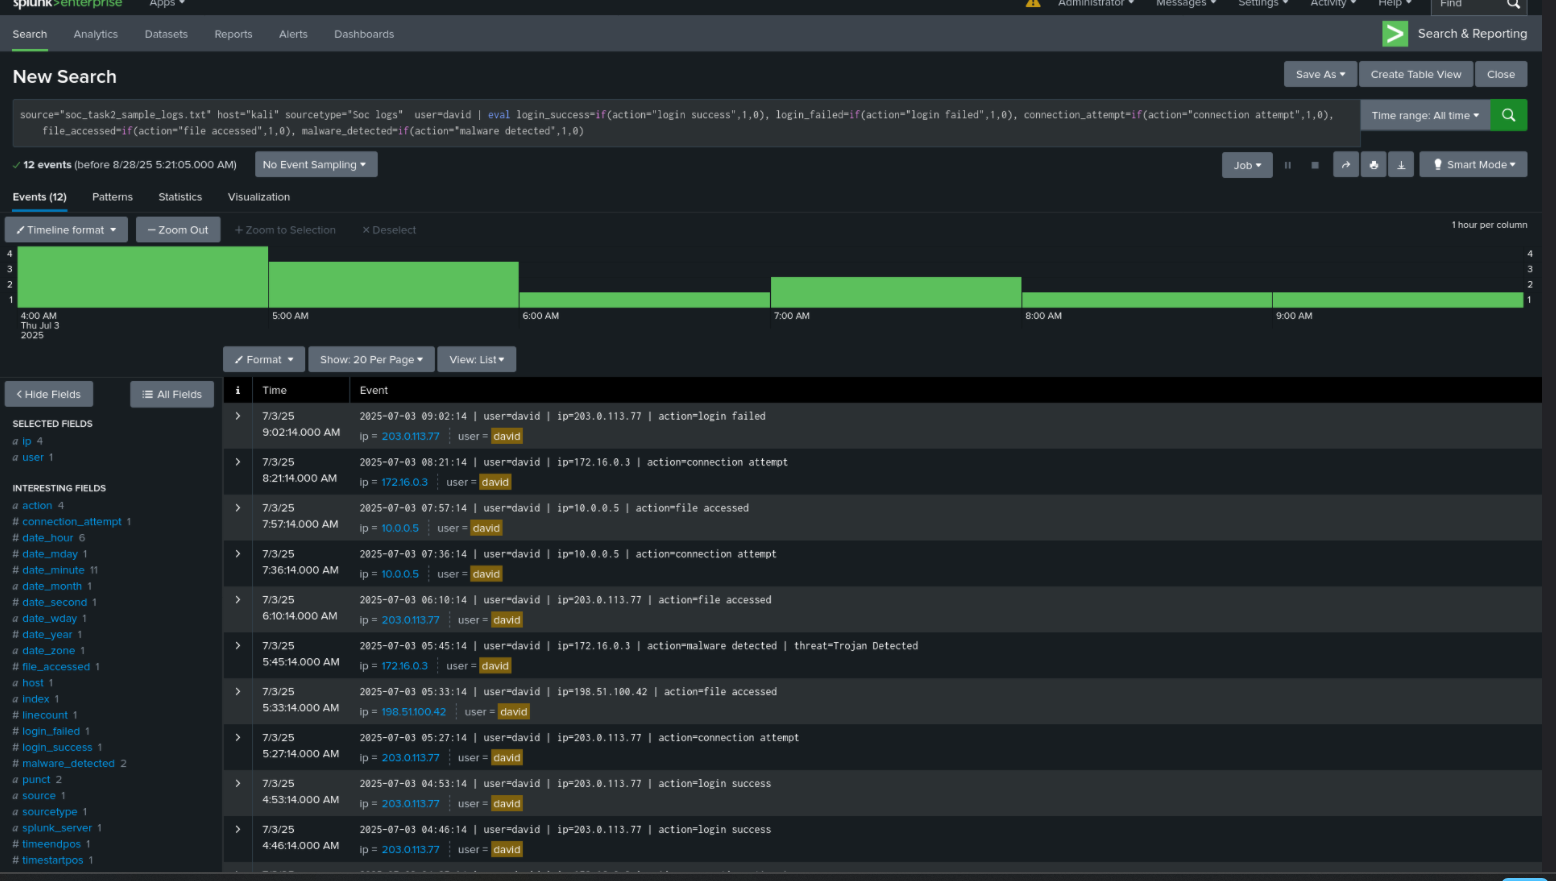 splunk>enterprise Apps▾ Administrator▾ Messages▾ Settings▾ Activity▾ Help▾ Find
Search Analytics Datasets Reports Alerts Dashboards Search & Reporting
New Search Save As▾ Create Table View Close
source="soc_task2_sample_logs.txt" host="kali" sourcetype="Soc logs" user=david | eval login_success=if(action="login success",1,0), login_failed=if(action="login failed",1,0), connection_attempt=if(action="connection attempt",1,0),
file_accessed=if(action="file accessed",1,0), malware_detected=if(action="malware detected",1,0)
Time range: All time▾
✓ 12 events (before 8/28/25 5:21:05.000 AM) No Event Sampling▾ Job▾ Smart Mode▾
Events (12) Patterns Statistics Visualization
Timeline format▾ — Zoom Out + Zoom to Selection × Deselect 1 hour per column
4 4
3 3
2 2
1 1
4:00 AM 5:00 AM 6:00 AM 7:00 AM 8:00 AM 9:00 AM
Thu Jul 3
2025
Format▾ Show: 20 Per Page▾ View: List▾
< Hide Fields All Fields
SELECTED FIELDS
a ip 4
a user 1
INTERESTING FIELDS
a action 4
# connection_attempt 1
# date_hour 6
# date_mday 1
# date_minute 11
a date_month 1
# date_second 1
a date_wday 1
# date_year 1
a date_zone 1
# file_accessed 1
a host 1
a index 1
# linecount 1
# login_failed 1
# login_success 1
# malware_detected 2
a punct 2
a source 1
a sourcetype 1
a splunk_server 1
# timeendpos 1
# timestartpos 1
i Time Event
7/3/25
9:02:14.000 AM
2025-07-03 09:02:14 | user=david | ip=203.0.113.77 | action=login failed
ip = 203.0.113.77 user = david
7/3/25
8:21:14.000 AM
2025-07-03 08:21:14 | user=david | ip=172.16.0.3 | action=connection attempt
ip = 172.16.0.3 user = david
7/3/25
7:57:14.000 AM
2025-07-03 07:57:14 | user=david | ip=10.0.0.5 | action=file accessed
ip = 10.0.0.5 user = david
7/3/25
7:36:14.000 AM
2025-07-03 07:36:14 | user=david | ip=10.0.0.5 | action=connection attempt
ip = 10.0.0.5 user = david
7/3/25
6:10:14.000 AM
2025-07-03 06:10:14 | user=david | ip=203.0.113.77 | action=file accessed
ip = 203.0.113.77 user = david
7/3/25
5:45:14.000 AM
2025-07-03 05:45:14 | user=david | ip=172.16.0.3 | action=malware detected | threat=Trojan Detected
ip = 172.16.0.3 user = david
7/3/25
5:33:14.000 AM
2025-07-03 05:33:14 | user=david | ip=198.51.100.42 | action=file accessed
ip = 198.51.100.42 user = david
7/3/25
5:27:14.000 AM
2025-07-03 05:27:14 | user=david | ip=203.0.113.77 | action=connection attempt
ip = 203.0.113.77 user = david
7/3/25
4:53:14.000 AM
2025-07-03 04:53:14 | user=david | ip=203.0.113.77 | action=login success
ip = 203.0.113.77 user = david
7/3/25
4:46:14.000 AM
2025-07-03 04:46:14 | user=david | ip=203.0.113.77 | action=login success
ip = 203.0.113.77 user = david